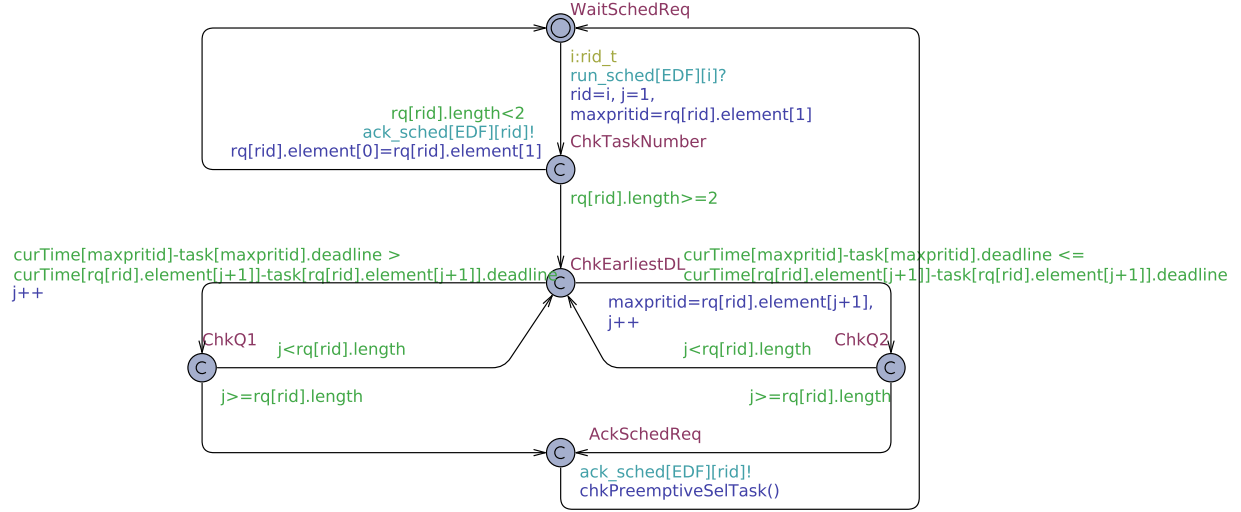 WaitSchedReq
i:rid_t
run_sched[EDF][i]?
rid=i, j=1,
maxpritid=rq[rid].element[1]
rq[rid].length<2
ack_sched[EDF][rid]!
rq[rid].element[0]=rq[rid].element[1]
ChkTaskNumber
C
rq[rid].length>=2
curTime[maxpritid]-task[maxpritid].deadline >
curTime[rq[rid].element[j+1]]-task[rq[rid].element[j+1]].deadline
j++
ChkEarliestDL
C
curTime[maxpritid]-task[maxpritid].deadline <=
curTime[rq[rid].element[j+1]]-task[rq[rid].element[j+1]].deadline
maxpritid=rq[rid].element[j+1],
j++
ChkQ1
C
j<rq[rid].length
j<rq[rid].length
ChkQ2
C
j>=rq[rid].length
j>=rq[rid].length
AckSchedReq
C
ack_sched[EDF][rid]!
chkPreemptiveSelTask()